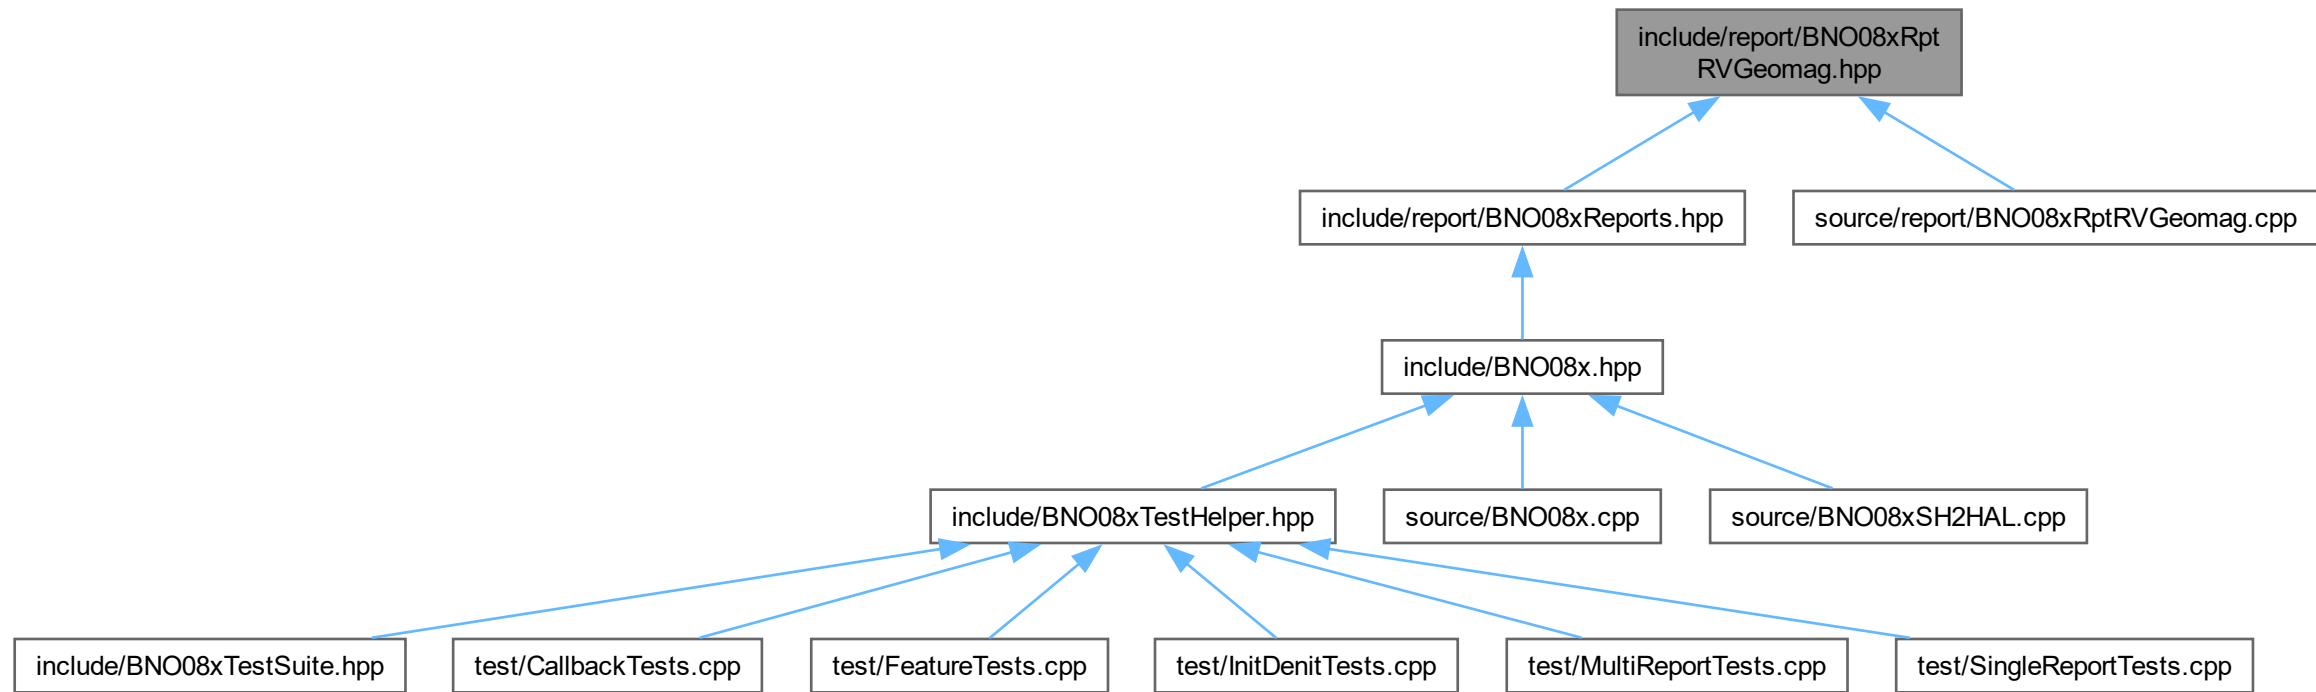 include/report/BNO08xRpt
RVGeomag.hpp
include/report/BNO08xReports.hpp
source/report/BNO08xRptRVGeomag.cpp
include/BNO08x.hpp
include/BNO08xTestHelper.hpp
source/BNO08x.cpp
source/BNO08xSH2HAL.cpp
include/BNO08xTestSuite.hpp
test/CallbackTests.cpp
test/FeatureTests.cpp
test/InitDenitTests.cpp
test/MultiReportTests.cpp
test/SingleReportTests.cpp